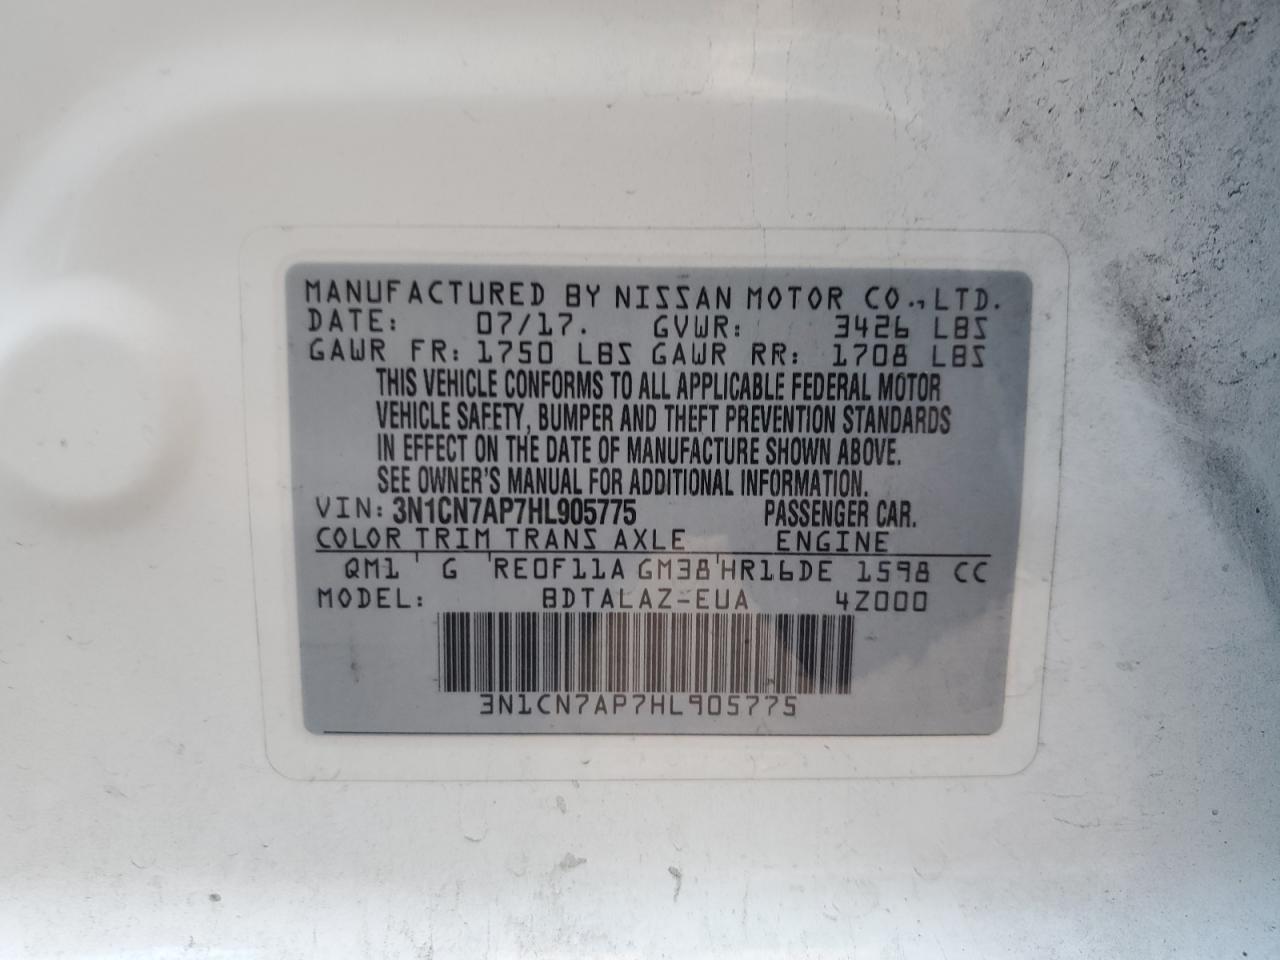 MANUFACTURED BY NISSAN MOTOR CO., LTD.
DATE: 07/17. GVWR: 3426 LBS
GAWR FR: 1750 LBS GAWR RR: 1708 LBS
THIS VEHICLE CONFORMS TO ALL APPLICABLE FEDERAL MOTOR
VEHICLE SAFETY, BUMPER AND THEFT PREVENTION STANDARDS
IN EFFECT ON THE DATE OF MANUFACTURE SHOWN ABOVE.
SEE OWNER'S MANUAL FOR ADDITIONAL INFORMATION.
VIN: 3N1CN7AP7HL905775 PASSENGER CAR.
COLOR TRIM TRANS AXLE ENGINE
QM1 ' G ' RE0F11A GM38 ' HR16DE 1598 CC
MODEL: BDTALAZ-EUA 4Z000
3N1CN7AP7HL905775